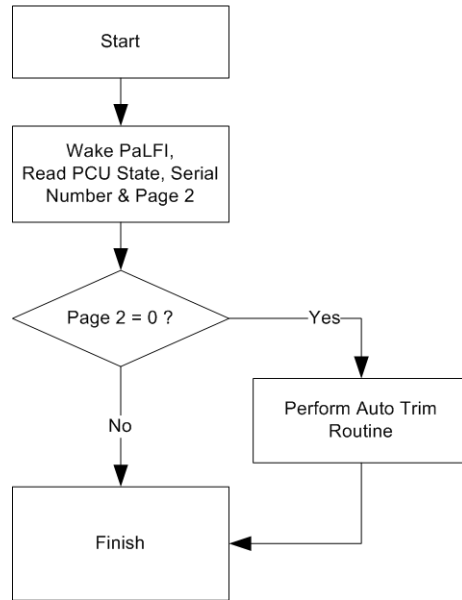 Start
Wake PaLFI,
Read PCU State, Serial
Number & Page 2
Page 2 = 0 ?
Yes
Perform Auto Trim
Routine
No
Finish